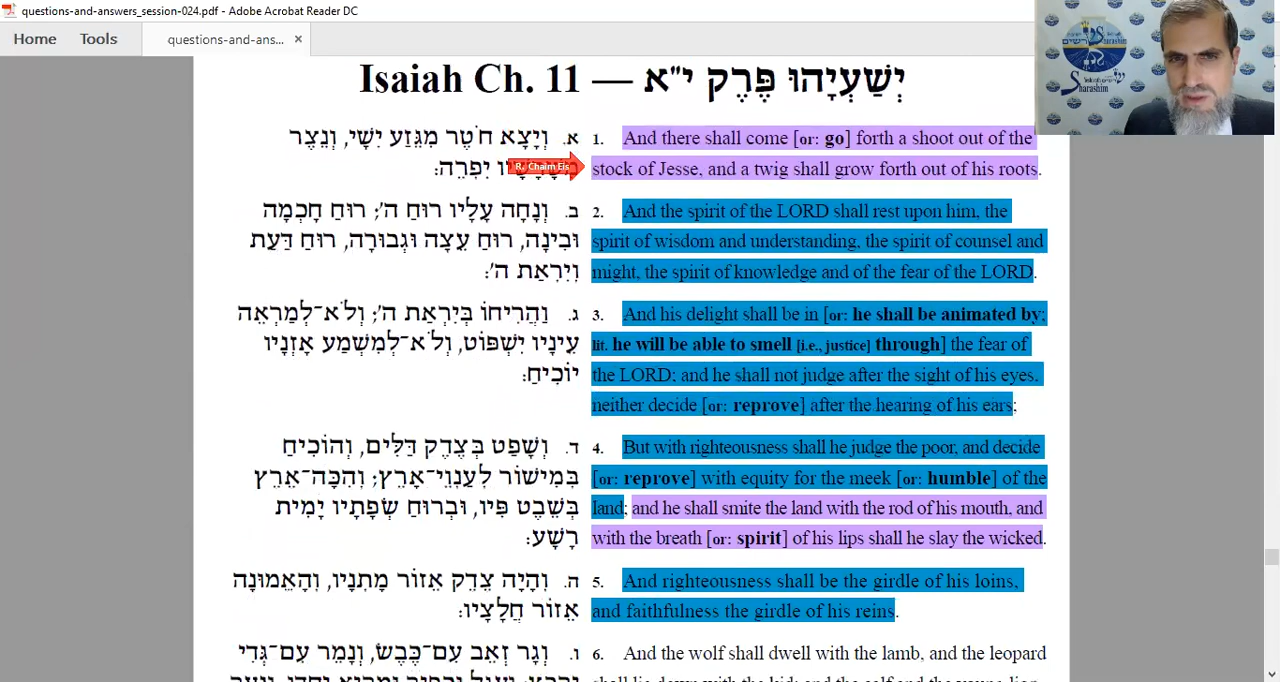 questions-and-answers_session-024.pdf - Adobe Acrobat Reader DC
Home Tools questions-and-ans... ×
שרשים
Sharashim
Isaiah Ch. 11 — יְשַׁעְיָהוּ פֶּרֶק י״א
א. וְיָצָא חֹטֶר מִגֵּזַע יִשָׁי, וְנֵצֶר
יִפְרֶה:
R. Chaim Eis
1. And there shall come [or: go] forth a shoot out of the
stock of Jesse, and a twig shall grow forth out of his roots.
ב. וְנָחָה עָלָיו רוּחַ ה׳; רוּחַ חָכְמָה
וּבִינָה, רוּחַ עֵצָה וּגְבוּרָה, רוּחַ דַּעַת
וְיִרְאַת ה׳:
2. And the spirit of the LORD shall rest upon him, the
spirit of wisdom and understanding, the spirit of counsel and
might, the spirit of knowledge and of the fear of the LORD.
ג. וַהֲרִיחוֹ בְּיִרְאַת ה׳; וְלֹא־לְמַרְאֵה
עֵינָיו יִשְׁפּוֹט, וְלֹא־לְמִשְׁמַע אָזְנָיו
יוֹכִיחַ:
3. And his delight shall be in [or: he shall be animated by;
lit. he will be able to smell [i.e., justice] through] the fear of
the LORD; and he shall not judge after the sight of his eyes,
neither decide [or: reprove] after the hearing of his ears;
ד. וְשָׁפַט בְּצֶדֶק דַּלִּים, וְהוֹכִיחַ
בְּמִישׁוֹר לְעַנְוֵי־אָרֶץ; וְהִכָּה־אֶרֶץ
בְּשֵׁבֶט פִּיו, וּבְרוּחַ שְׂפָתָיו יָמִית
רָשָׁע:
4. But with righteousness shall he judge the poor, and decide
[or: reprove] with equity for the meek [or: humble] of the
land; and he shall smite the land with the rod of his mouth, and
with the breath [or: spirit] of his lips shall he slay the wicked.
ה. וְהָיָה צֶדֶק אֵזוֹר מָתְנָיו, וְהָאֱמוּנָה
אֵזוֹר חֲלָצָיו:
5. And righteousness shall be the girdle of his loins,
and faithfulness the girdle of his reins.
ו. וְגָר זְאֵב עִם־כֶּבֶשׂ, וְנָמֵר עִם־גְּדִי
6. And the wolf shall dwell with the lamb, and the leopard